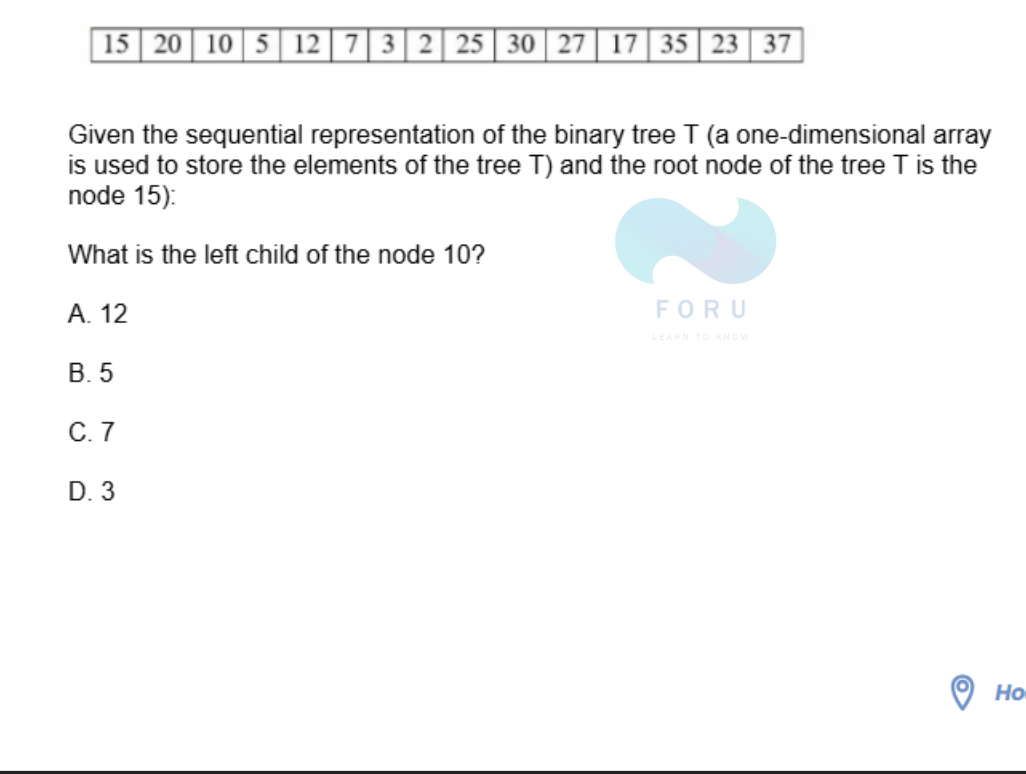 15 20 10 5 12 7 3 2 25 30 27 17 35 23 37
Given the sequential representation of the binary tree T (a one-dimensional array
is used to store the elements of the tree T) and the root node of the tree T is the
node 15):
What is the left child of the node 10?
A. 12
B. 5
C. 7
D. 3
FORU
LEARN TO KNOW